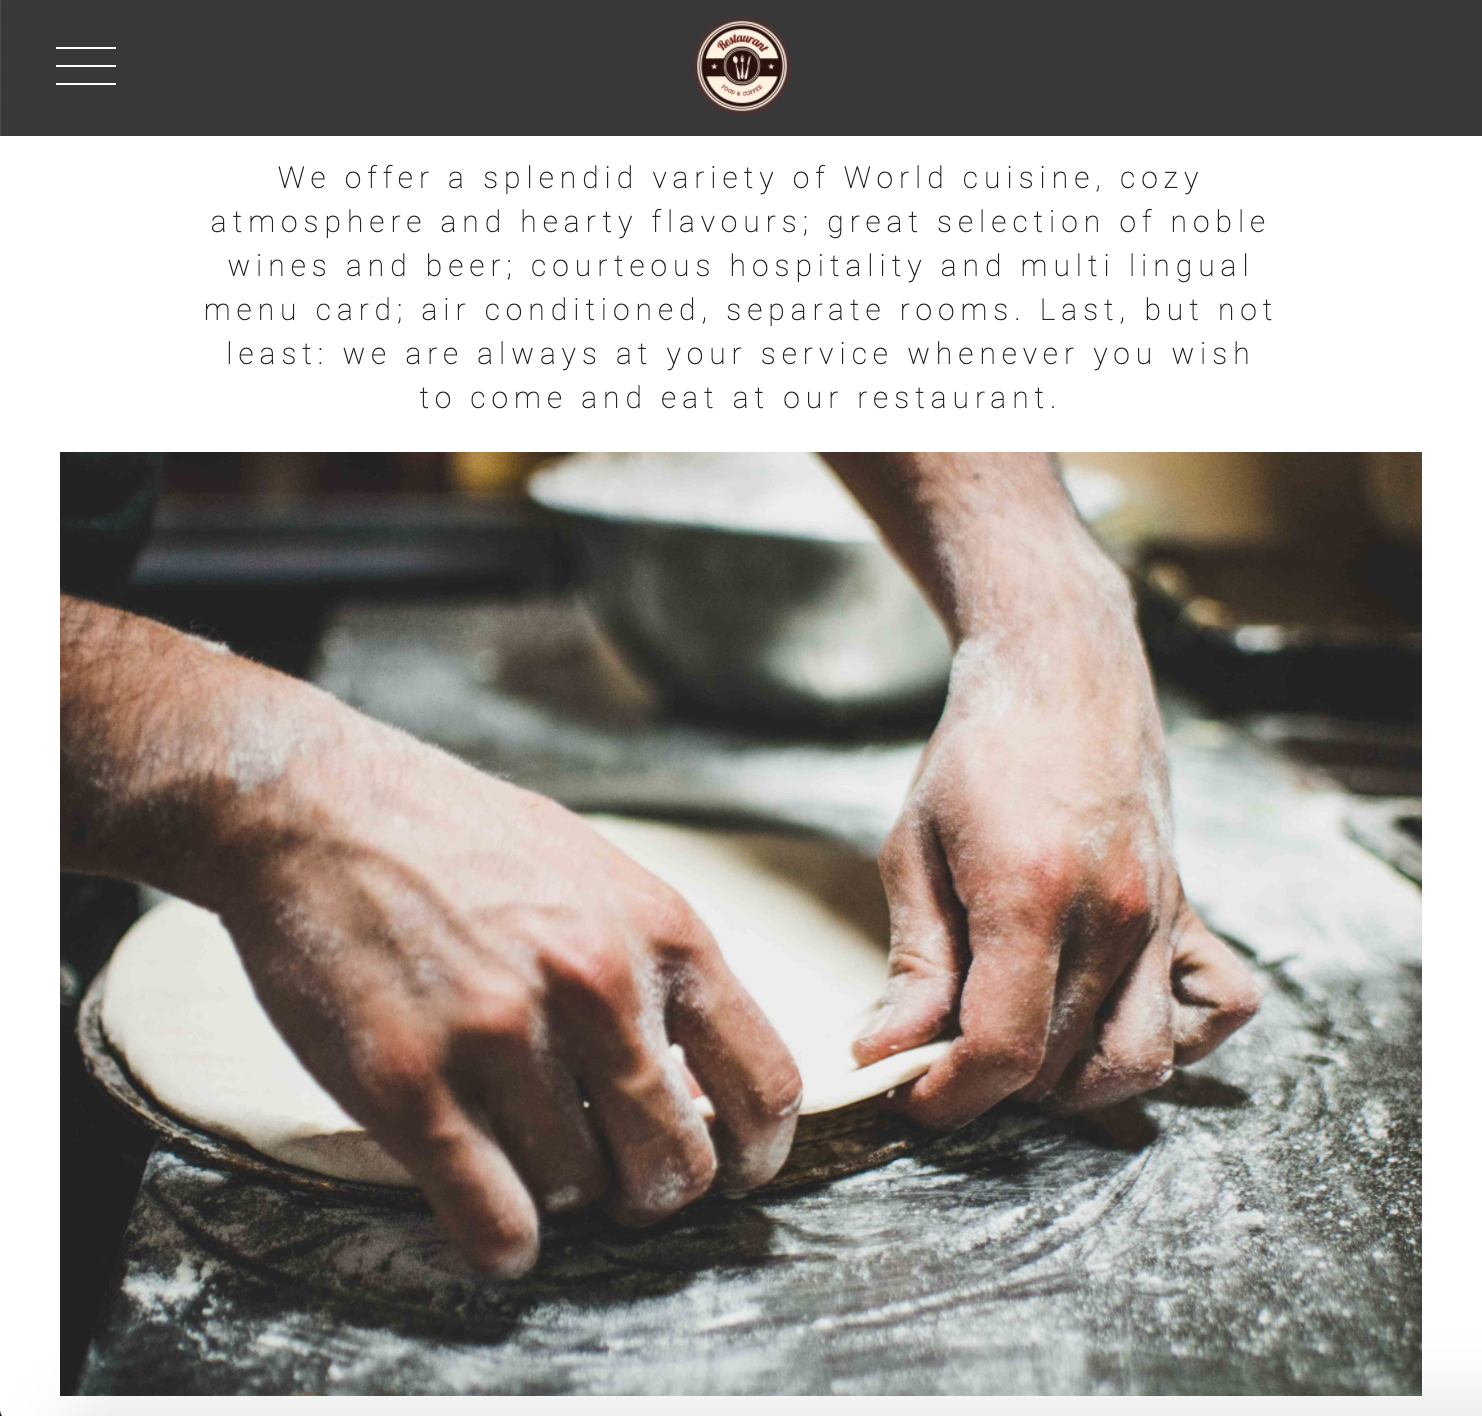 Restaurant
FOOD & COFFEE
We offer a splendid variety of World cuisine, cozy
atmosphere and hearty flavours; great selection of noble
wines and beer; courteous hospitality and multi lingual
menu card; air conditioned, separate rooms. Last, but not
least: we are always at your service whenever you wish
to come and eat at our restaurant.